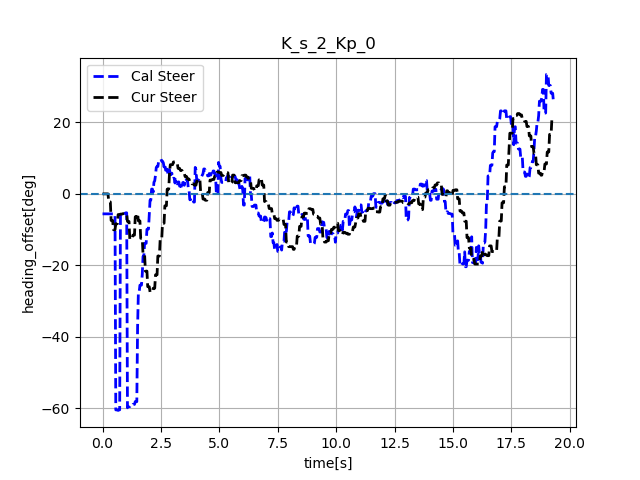 K_s_2_Kp_0
Cal Steer
Cur Steer
heading_offset[deg]
20
0
−20
−40
−60
0.0 2.5 5.0 7.5 10.0 12.5 15.0 17.5 20.0
time[s]